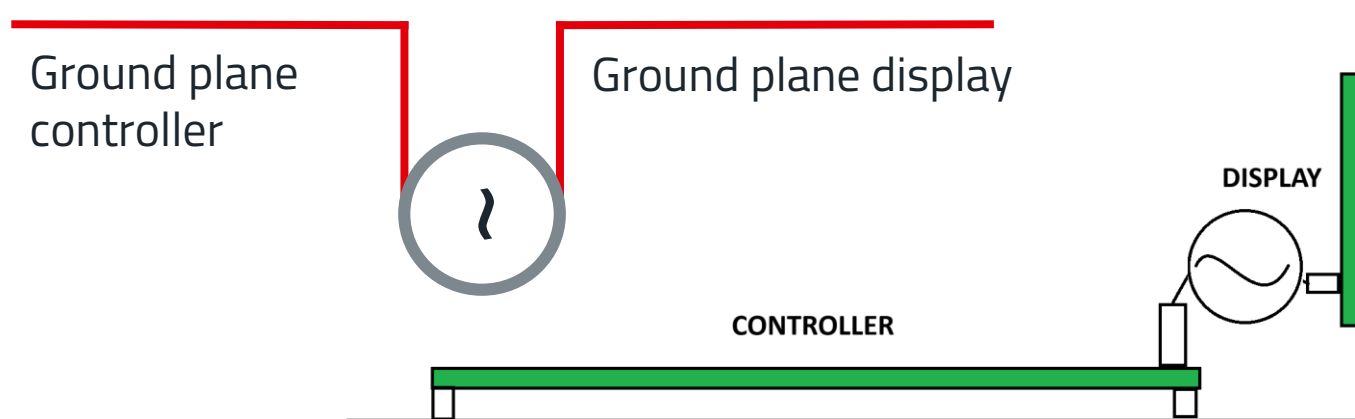 Ground plane
controller
Ground plane display
DISPLAY
CONTROLLER